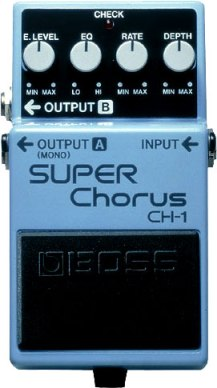 CHECK
E. LEVEL EQ RATE DEPTH
MIN MAX LO HI MIN MAX MIN MAX
← OUTPUT B
← OUTPUT A INPUT ←
(MONO)
SUPER
Chorus
CH-1
BOSS